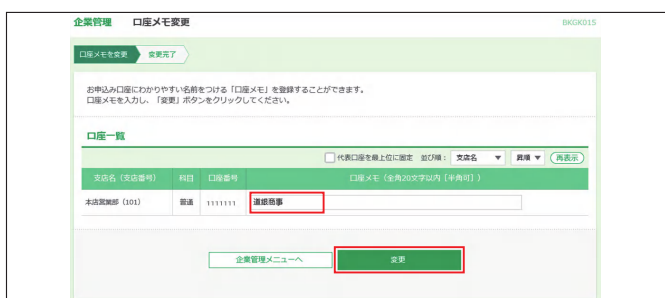 企業管理 口座メモ変更 BKGK015
口座メモを変更 変更完了
お申込み口座にわかりやすい名前をつける「口座メモ」を登録することができます。
口座メモを入力し、「変更」ボタンをクリックしてください。
口座一覧
代表口座を最上位に固定 並び順： 支店名 ▼ 昇順 ▼ 再表示
支店名（支店番号） 科目 口座番号 口座メモ（全角20文字以内［半角可］）
本店営業部（101） 普通 1111111 道銀商事
企業管理メニューへ 変更